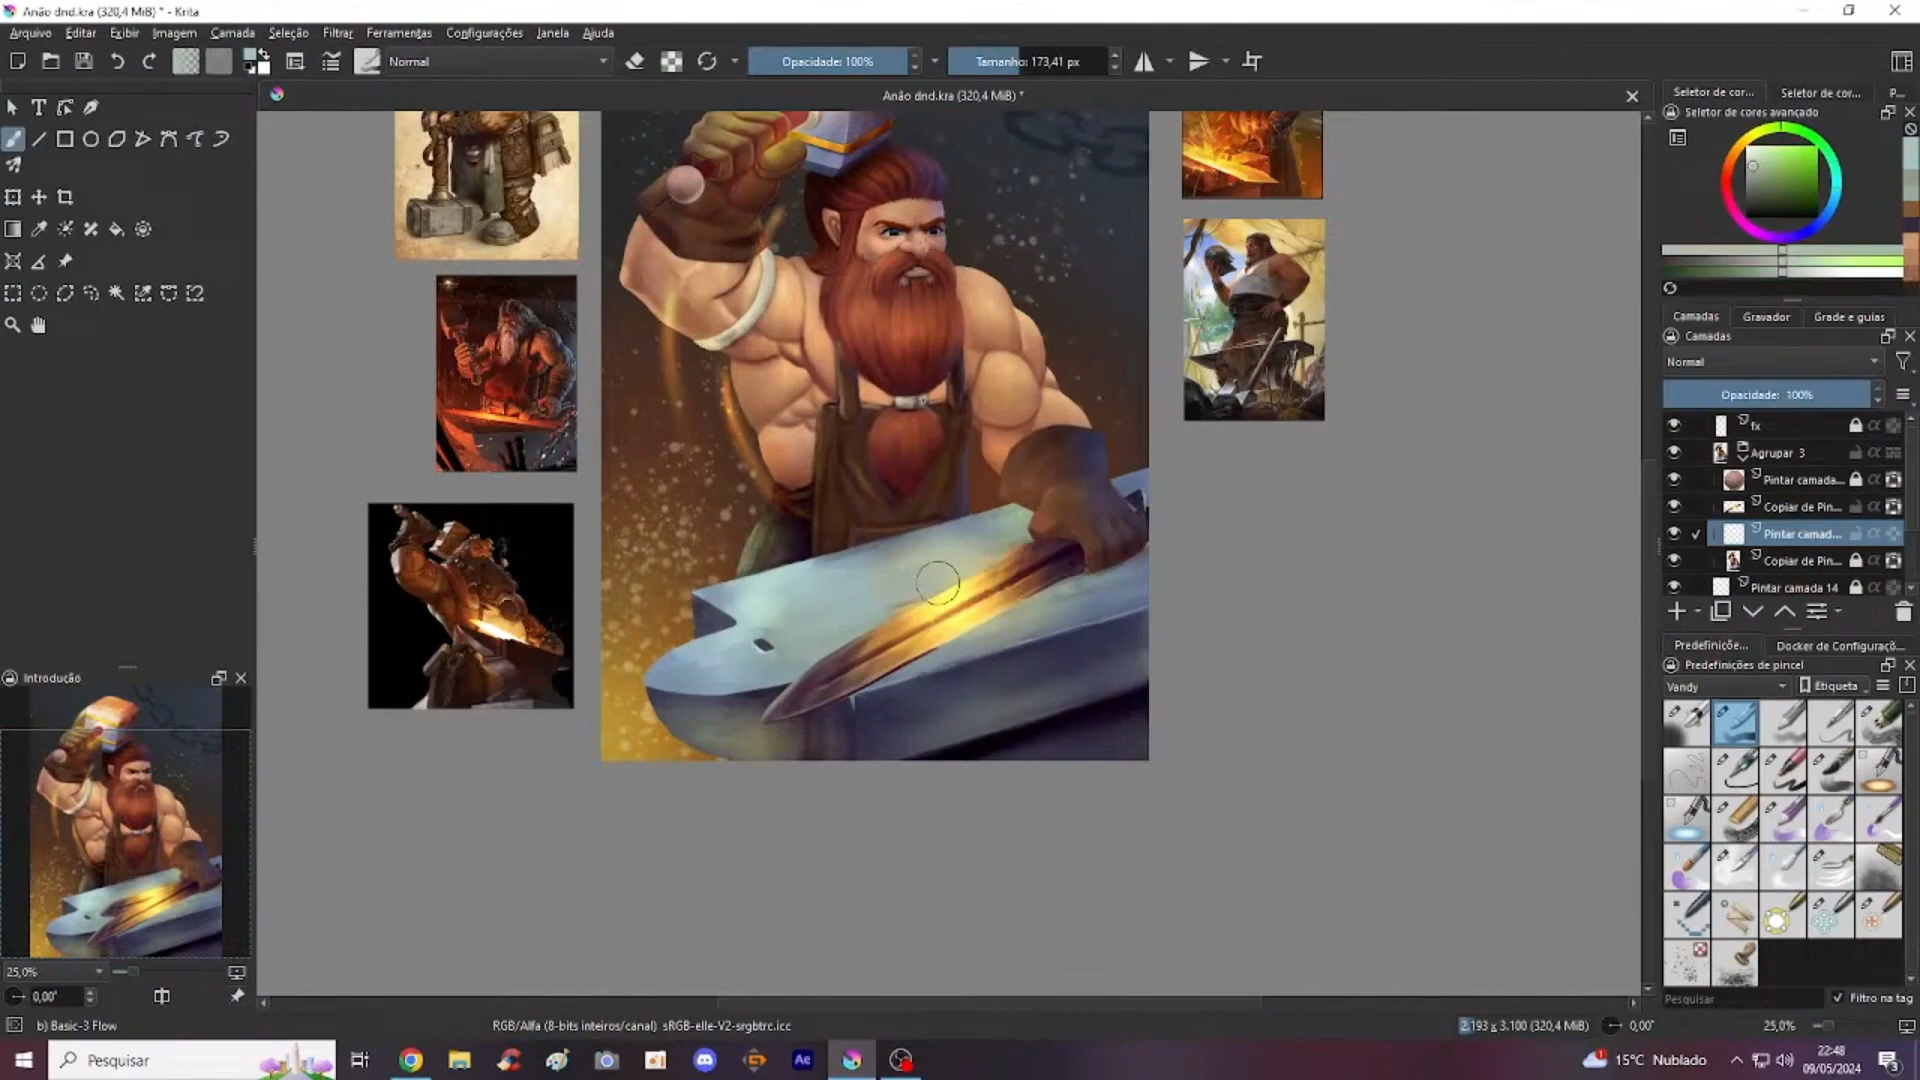 Anão dnd.kra (320,4 MiB) * - Krita
Arquivo Editar Exibir Imagem Camada Seleção Filtrar Ferramentas Configurações Janela Ajuda
Normal
Opacidade: 100%
Tamanho: 173,41 px
Anão dnd.kra (320,4 MiB) *
Seletor de cor... Seletor de cor... P...
Seletor de cores avançado
Camadas Gravador Grade e guias
Camadas
Normal
Opacidade: 100%
fx
Agrupar 3
Pintar camada...
Copiar de Pin...
Pintar camad...
Copiar de Pin...
Pintar camada 14
Predefiniçõe... Docker de Configuraçõ...
Predefinições de pincel
Vandy
Etiqueta
Pesquisar
Filtro na tag
Introdução
25,0%
0,00°
b) Basic-3 Flow
RGB/Alfa (8-bits inteiros/canal) sRGB-elle-V2-srgbtrc.icc
2.193 x 3.100 (320,4 MiB)
0,00°
25,0%
Pesquisar
Ae
1
15°C Nublado
22:48
09/05/2024
3